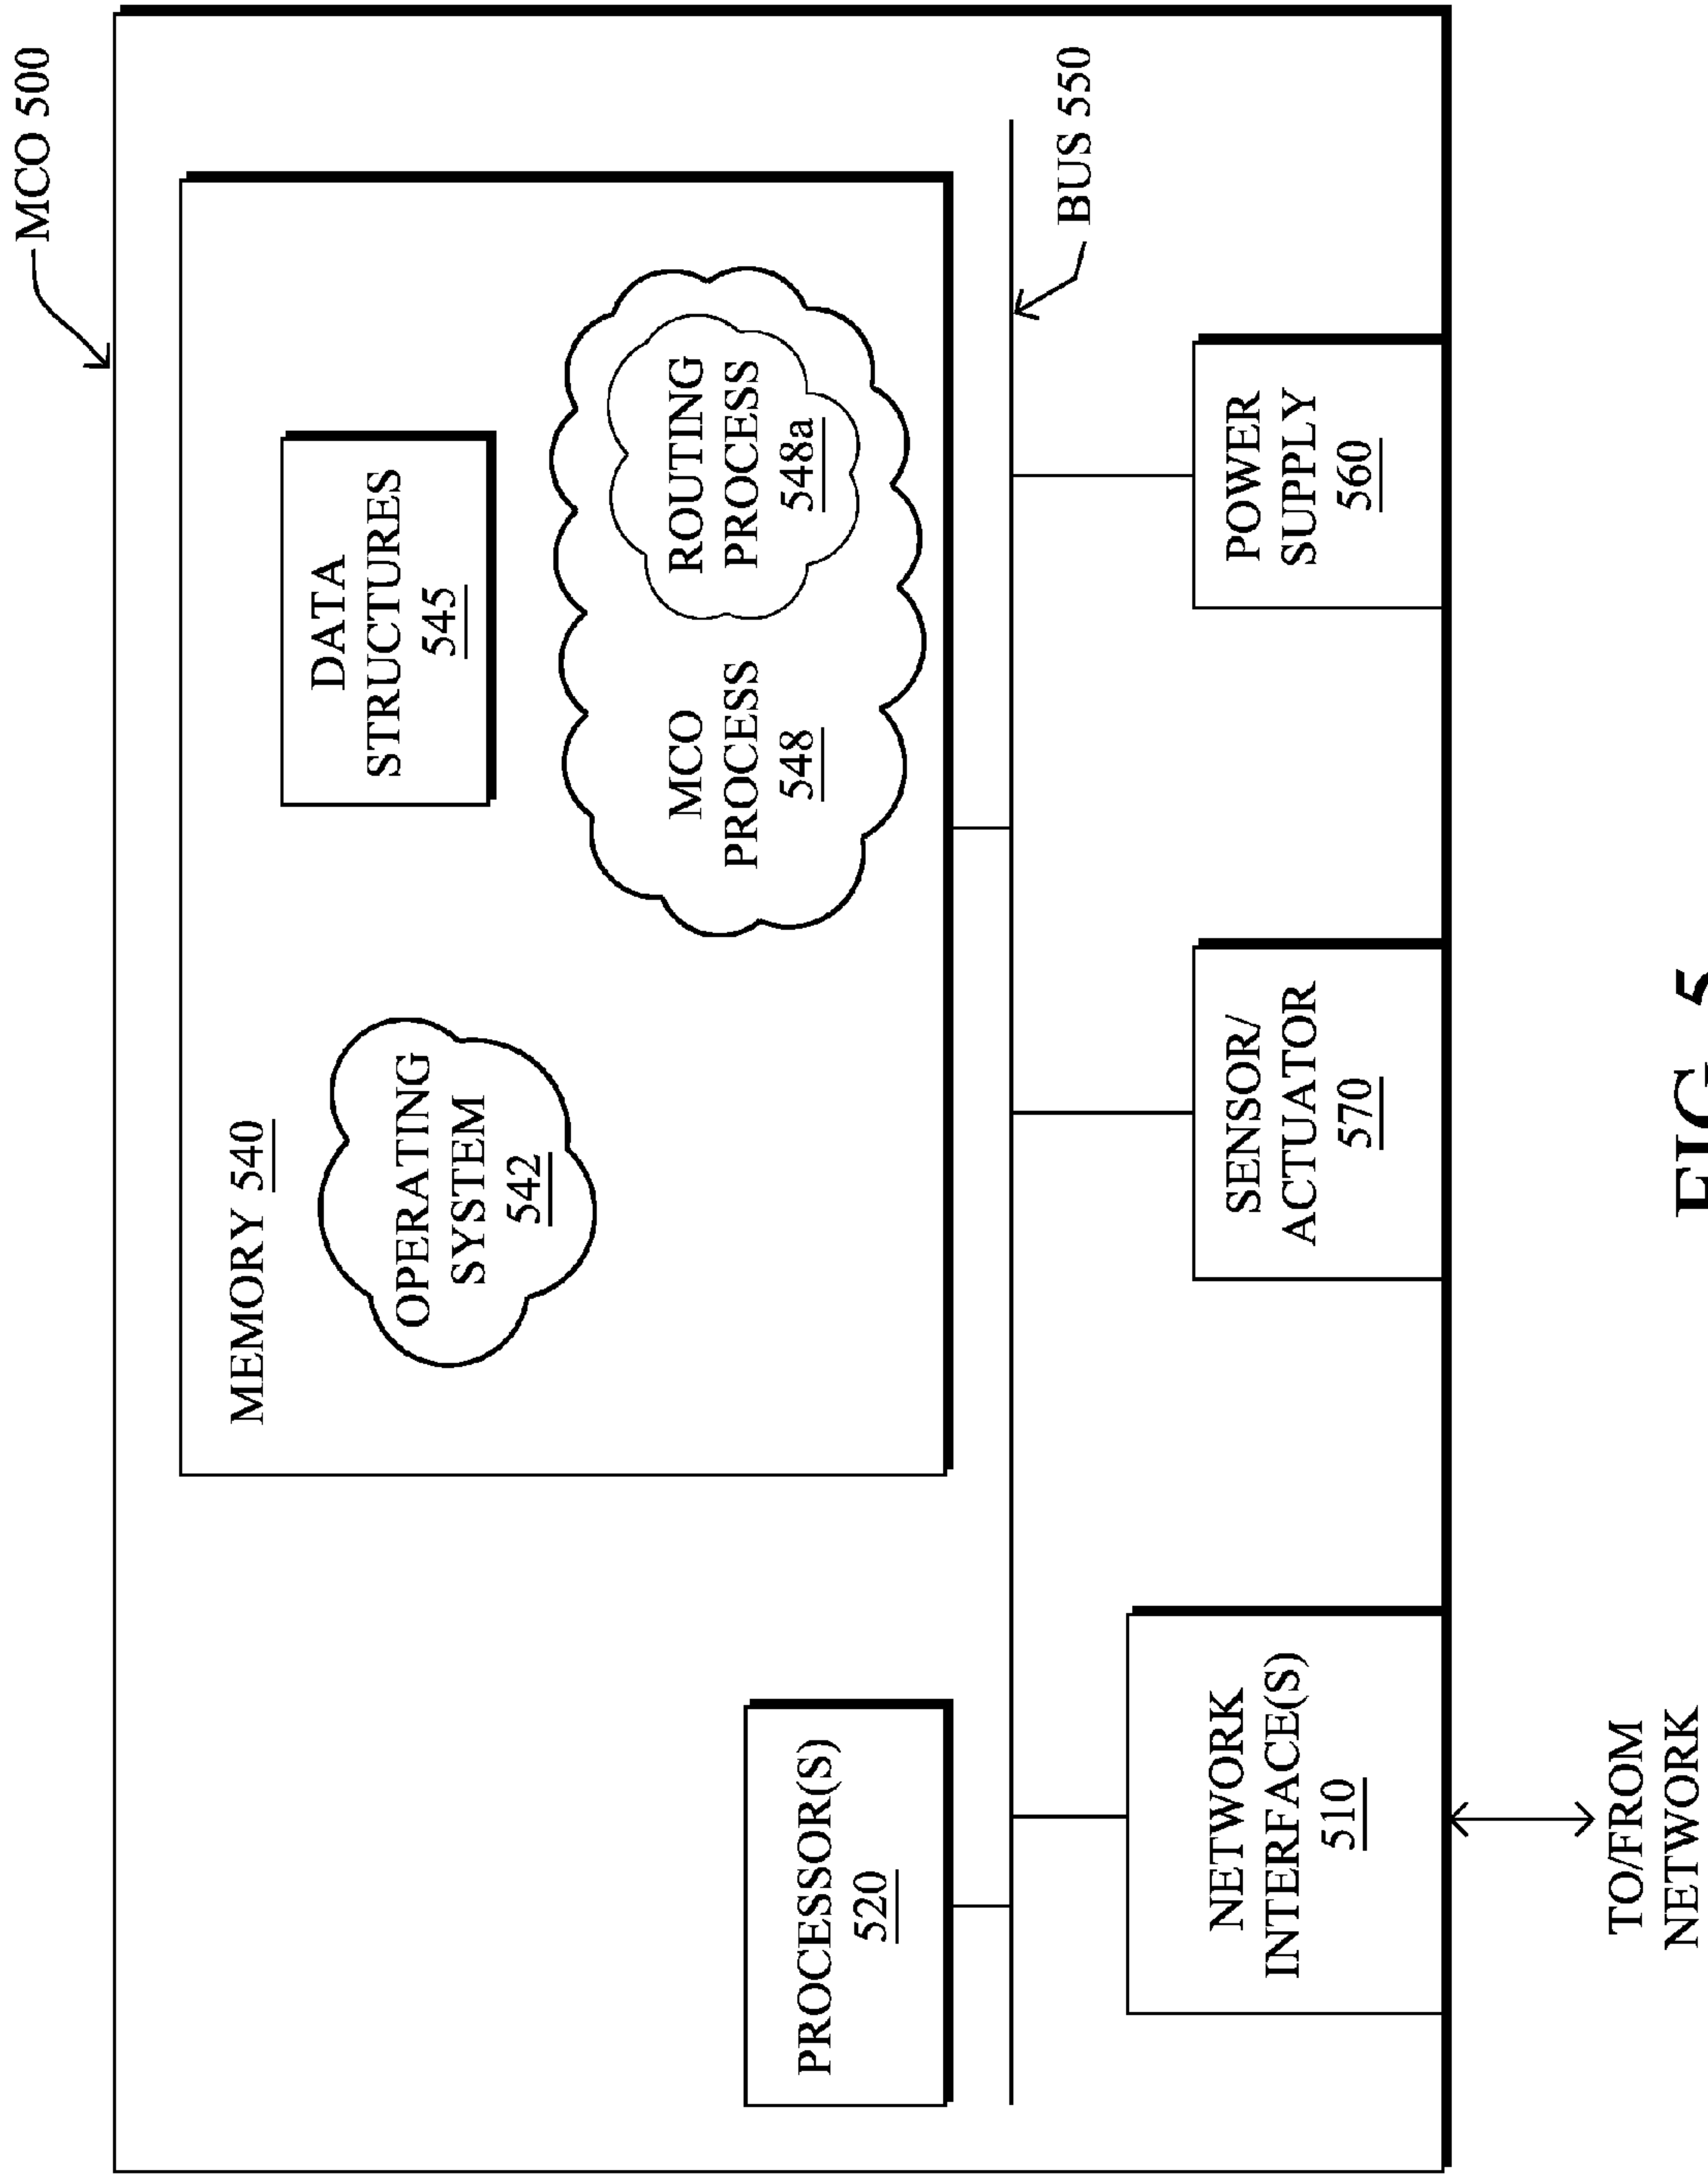 MCO 500
MEMORY 540
OPERATING
SYSTEM
542
DATA
STRUCTURES
545
MCO
PROCESS
548
ROUTING
PROCESS
548a
PROCESSOR(S)
520
BUS 550
NETWORK
INTERFACE(S)
510
SENSOR/
ACTUATOR
570
POWER
SUPPLY
560
TO/FROM
NETWORK
FIG. 5